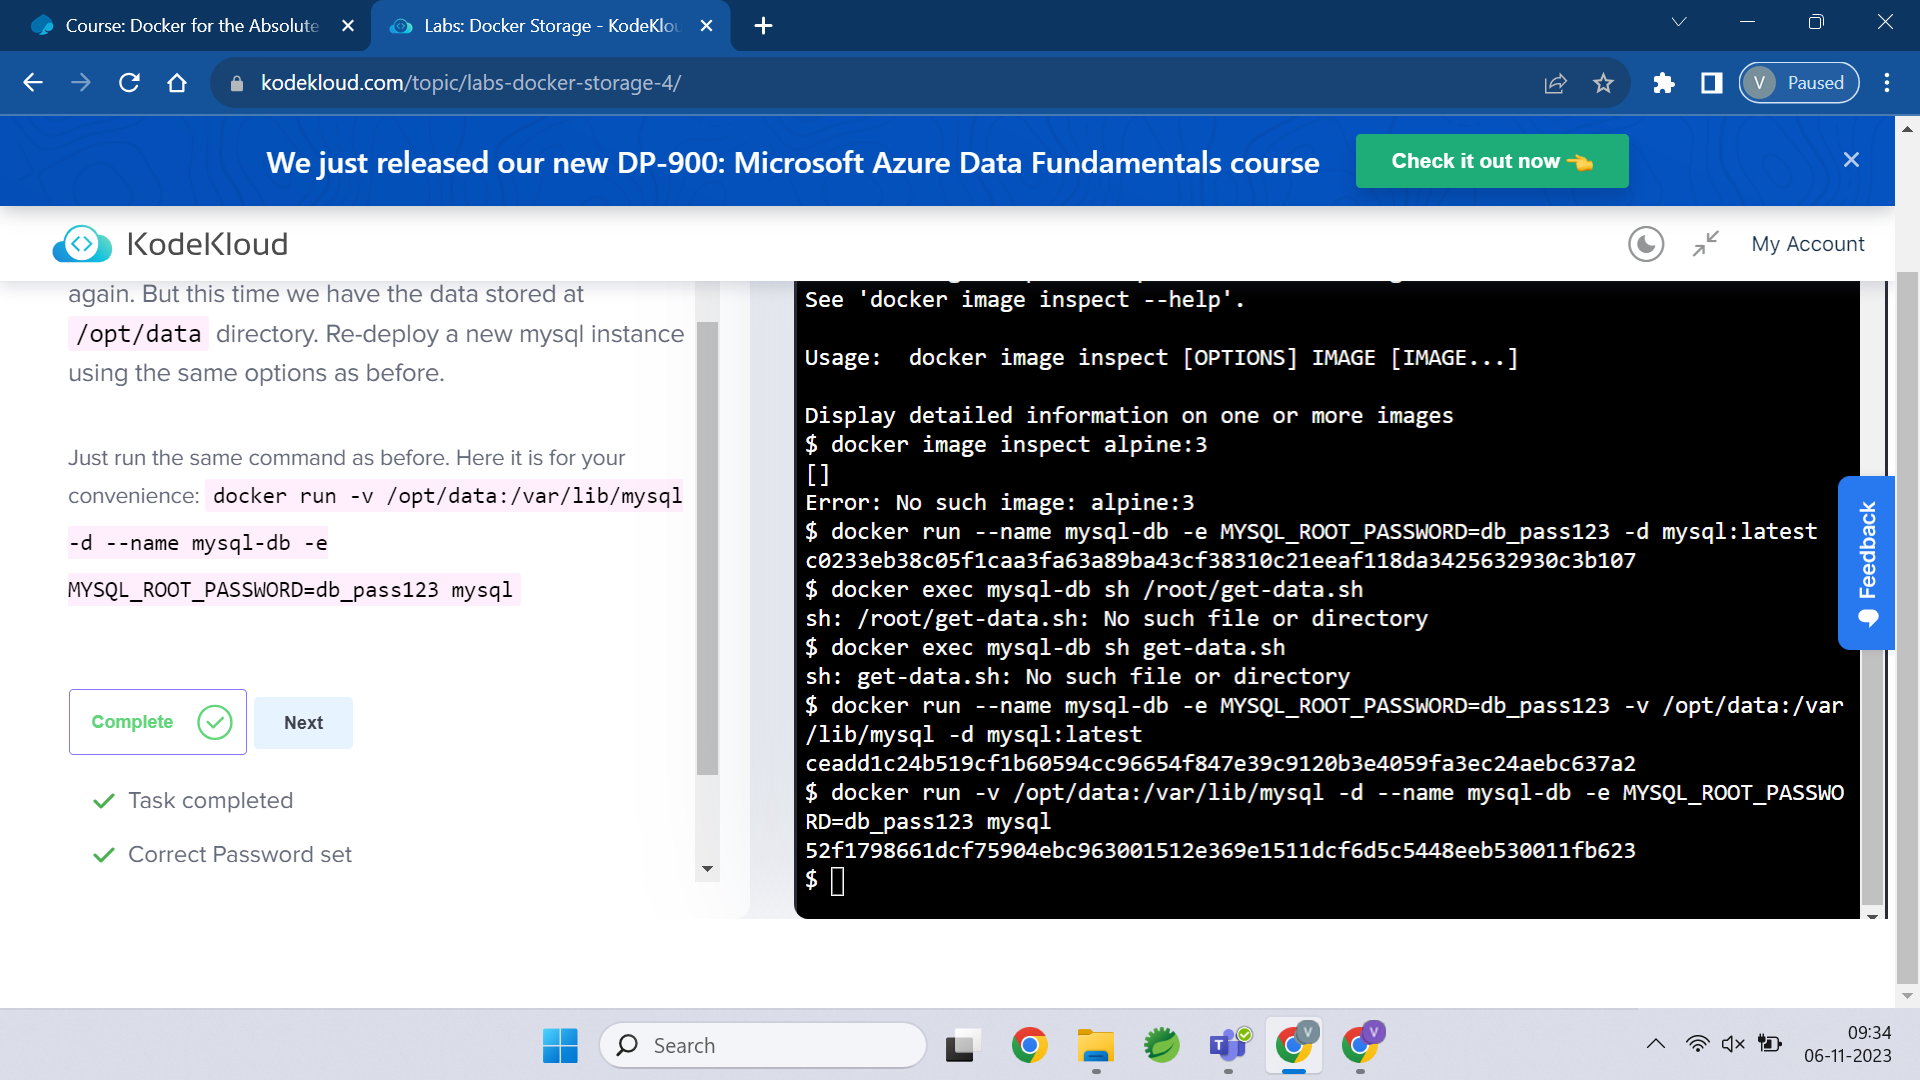 Course: Docker for the Absolute
Labs: Docker Storage - KodeKlou
kodekloud.com/topic/labs-docker-storage-4/
V Paused
We just released our new DP-900: Microsoft Azure Data Fundamentals course
Check it out now 👈
KodeKloud
My Account
again. But this time we have the data stored at
/opt/data directory. Re-deploy a new mysql instance
using the same options as before.
Just run the same command as before. Here it is for your
convenience: docker run -v /opt/data:/var/lib/mysql
-d --name mysql-db -e
MYSQL_ROOT_PASSWORD=db_pass123 mysql
Complete
Next
Task completed
Correct Password set
See 'docker image inspect --help'.
Usage:  docker image inspect [OPTIONS] IMAGE [IMAGE...]
Display detailed information on one or more images
$ docker image inspect alpine:3
[]
Error: No such image: alpine:3
$ docker run --name mysql-db -e MYSQL_ROOT_PASSWORD=db_pass123 -d mysql:latest
c0233eb38c05f1caa3fa63a89ba43cf38310c21eeaf118da3425632930c3b107
$ docker exec mysql-db sh /root/get-data.sh
sh: /root/get-data.sh: No such file or directory
$ docker exec mysql-db sh get-data.sh
sh: get-data.sh: No such file or directory
$ docker run --name mysql-db -e MYSQL_ROOT_PASSWORD=db_pass123 -v /opt/data:/var
/lib/mysql -d mysql:latest
ceadd1c24b519cf1b60594cc96654f847e39c9120b3e4059fa3ec24aebc637a2
$ docker run -v /opt/data:/var/lib/mysql -d --name mysql-db -e MYSQL_ROOT_PASSWO
RD=db_pass123 mysql
52f1798661dcf75904ebc963001512e369e1511dcf6d5c5448eeb530011fb623
$
Feedback
Search
T
V
V
09:34
06-11-2023